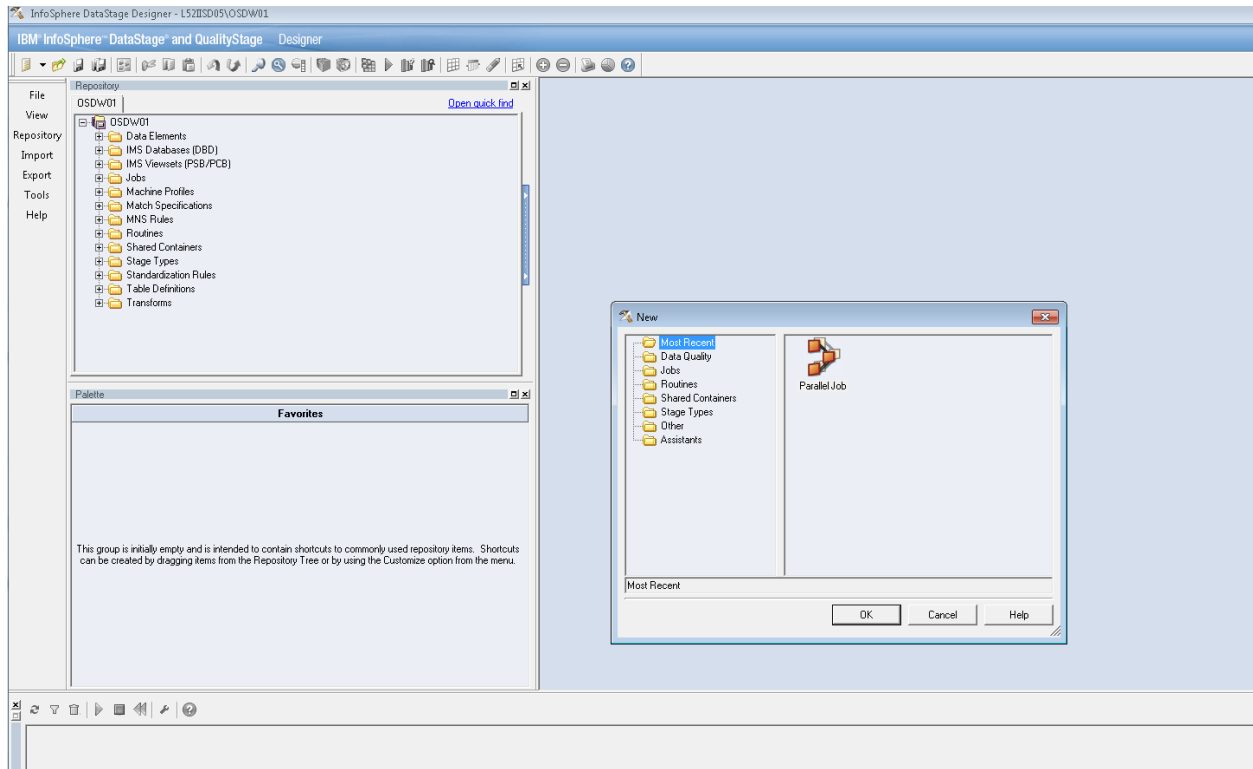 InfoSphere DataStage Designer - L52IISD05\OSDW01
IBM® InfoSphere™ DataStage® and QualityStage Designer
File
View
Repository
Import
Export
Tools
Help
Repository
OSDW01
Open quick find
OSDW01
Data Elements
IMS Databases (DBD)
IMS Viewsets (PSB/PCB)
Jobs
Machine Profiles
Match Specifications
MNS Rules
Routines
Shared Containers
Stage Types
Standardization Rules
Table Definitions
Transforms
Palette
Favorites
This group is initially empty and is intended to contain shortcuts to commonly used repository items. Shortcuts
can be created by dragging items from the Repository Tree or by using the Customize option from the menu.
New
Most Recent
Data Quality
Jobs
Routines
Shared Containers
Stage Types
Other
Assistants
Parallel Job
Most Recent
OK
Cancel
Help